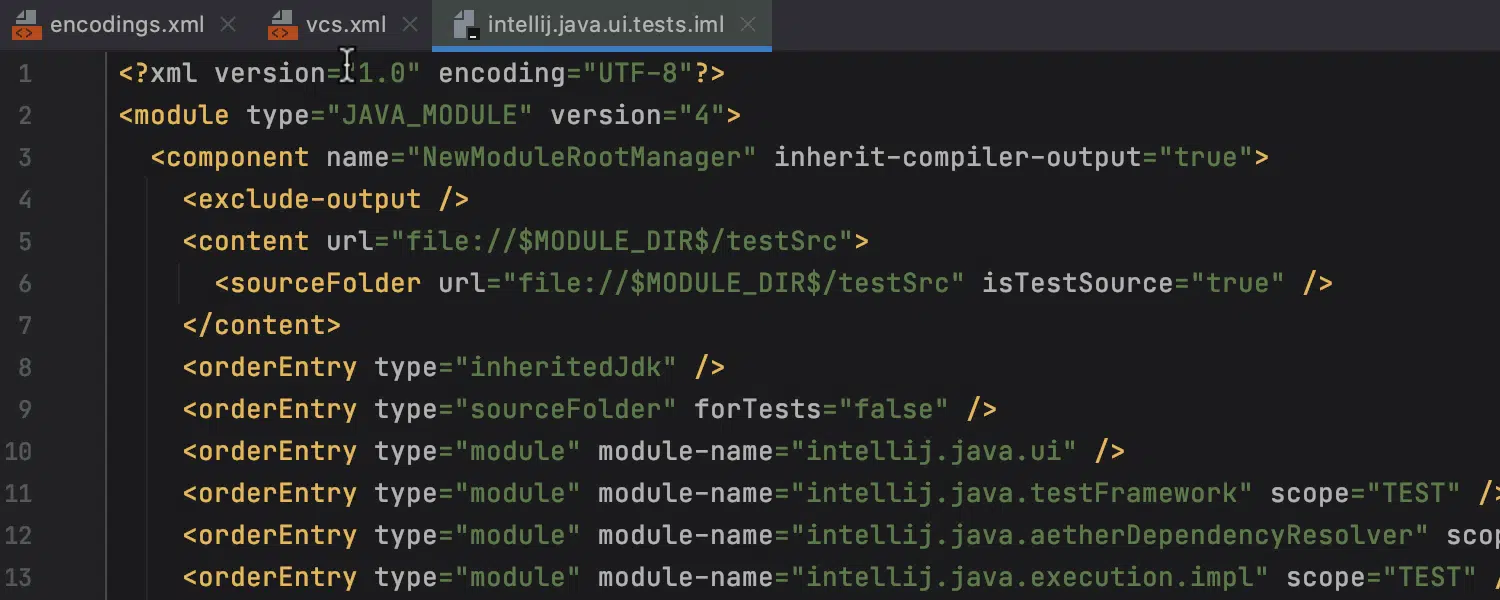 encodings.xml vcs.xml intellij.java.ui.tests.iml
1 <?xml version="1.0" encoding="UTF-8"?>
2 <module type="JAVA_MODULE" version="4">
3 <component name="NewModuleRootManager" inherit-compiler-output="true">
4 <exclude-output />
5 <content url="file://$MODULE_DIR$/testSrc">
6 <sourceFolder url="file://$MODULE_DIR$/testSrc" isTestSource="true" />
7 </content>
8 <orderEntry type="inheritedJdk" />
9 <orderEntry type="sourceFolder" forTests="false" />
10 <orderEntry type="module" module-name="intellij.java.ui" />
11 <orderEntry type="module" module-name="intellij.java.testFramework" scope="TEST" />
12 <orderEntry type="module" module-name="intellij.java.aetherDependencyResolver" scop
13 <orderEntry type="module" module-name="intellij.java.execution.impl" scope="TEST" /